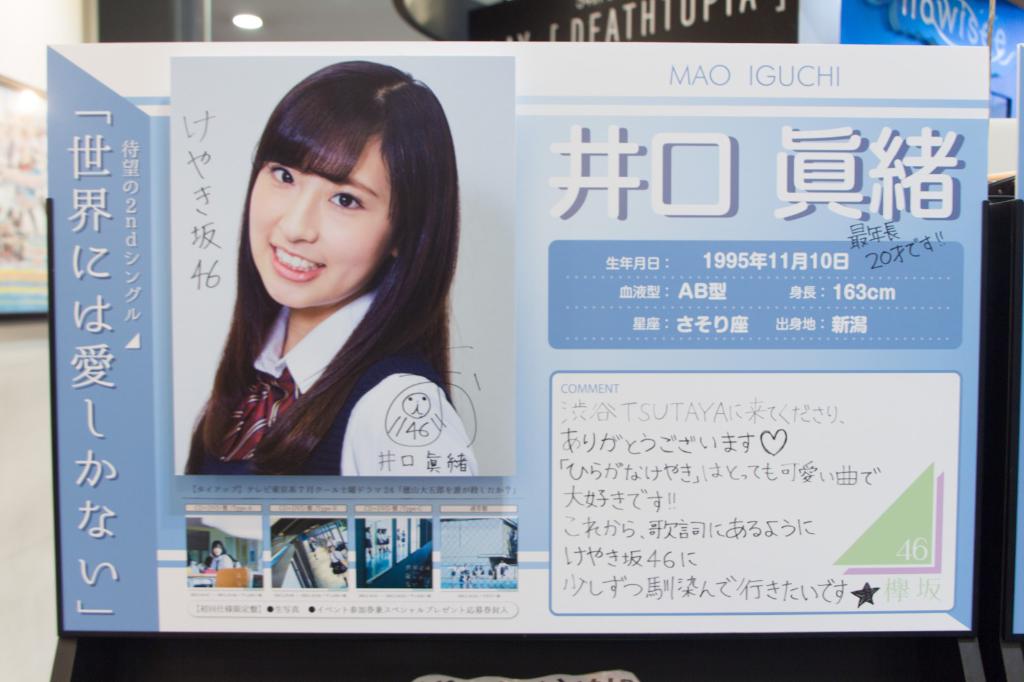 [DEATHTOPIA]
MAO IGUCHI
井口 眞緒
最年長
20才です!!
生年月日: 1995年11月10日
血液型: AB型 身長: 163cm
星座: さそり座 出身地: 新潟
COMMENT
渋谷TSUTAYAに来てくださり、
ありがとうございます♡
「ひらがなけやき」はとっても可愛い曲で
大好きです!!
これから、歌詞にあるように
けやき坂46に
少しずつ馴染んで行きたいです★
46
欅坂
待望の2ndシングル
「世界には愛しかない」
けやき坂46
46
井口 眞緒
【タイアップ】テレビ東京系7月クール土曜ドラマ24「徳山大五郎を誰が殺したか?」
【初回仕様限定盤】●生写真 ●イベント参加券兼スペシャルプレゼント応募券封入